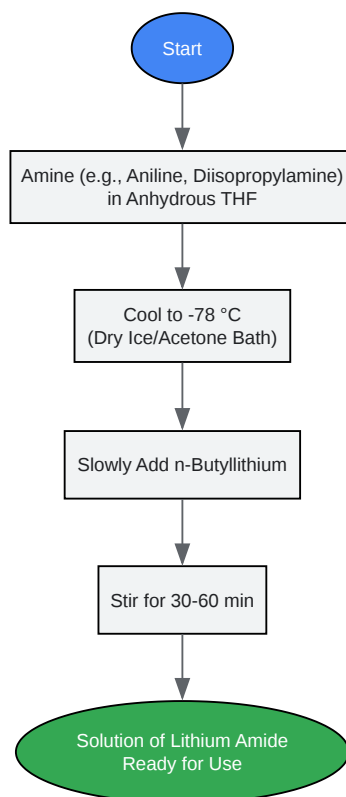 Start
Amine (e.g., Aniline, Diisopropylamine)
in Anhydrous THF
Cool to -78 °C
(Dry Ice/Acetone Bath)
Slowly Add n-Butyllithium
Stir for 30-60 min
Solution of Lithium Amide
Ready for Use